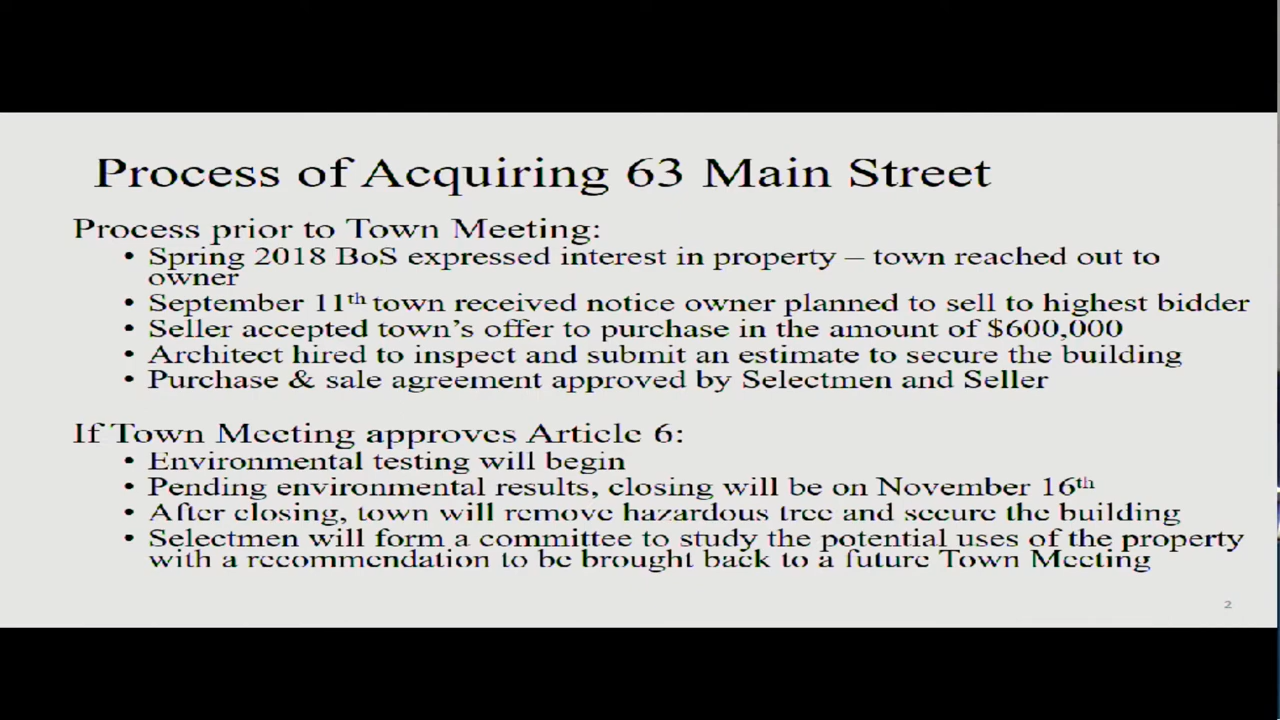 Process of Acquiring 63 Main Street
Process prior to Town Meeting:
• Spring 2018 BoS expressed interest in property – town reached out to
owner
• September 11th town received notice owner planned to sell to highest bidder
• Seller accepted town's offer to purchase in the amount of $600,000
• Architect hired to inspect and submit an estimate to secure the building
• Purchase & sale agreement approved by Selectmen and Seller
If Town Meeting approves Article 6:
• Environmental testing will begin
• Pending environmental results, closing will be on November 16th
• After closing, town will remove hazardous tree and secure the building
• Selectmen will form a committee to study the potential uses of the property
with a recommendation to be brought back to a future Town Meeting
2